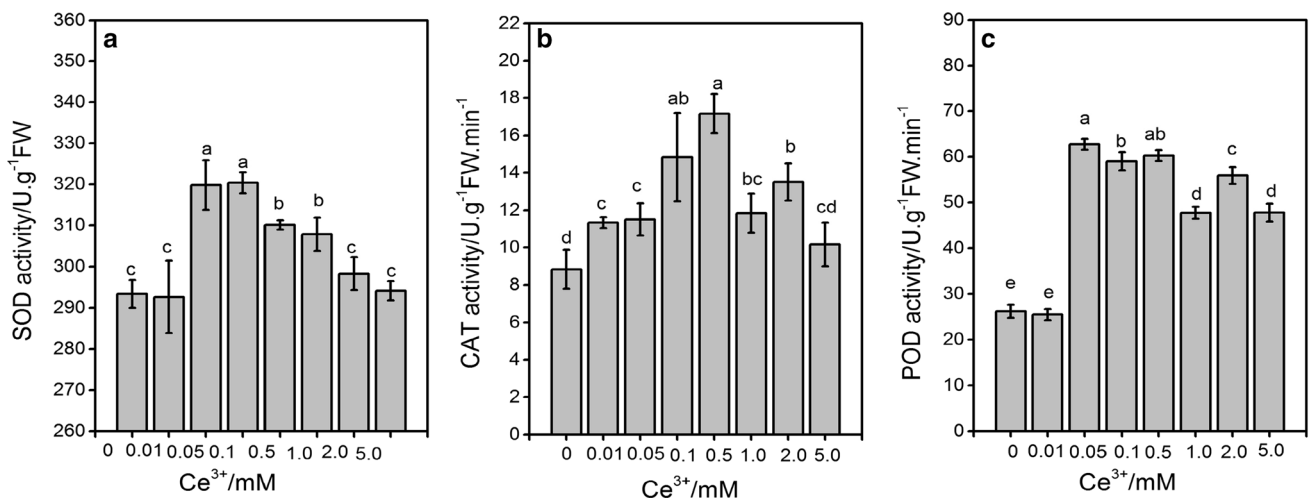 a
SOD activity/U.g⁻¹FW
360
350
340
330
320
310
300
290
280
270
260
c
c
a
a
b
b
c
c
0 0.01 0.05 0.1 0.5 1.0 2.0 5.0
Ce³⁺/mM
b
CAT activity/U.g⁻¹FW.min⁻¹
22
20
18
16
14
12
10
8
6
4
2
0
d
c
c
ab
a
bc
b
cd
0 0.01 0.05 0.1 0.5 1.0 2.0 5.0
Ce³⁺/mM
c
POD activity/U.g⁻¹FW.min⁻¹
90
80
70
60
50
40
30
20
10
0
e
e
a
b
ab
d
c
d
0 0.01 0.05 0.1 0.5 1.0 2.0 5.0
Ce³⁺/mM